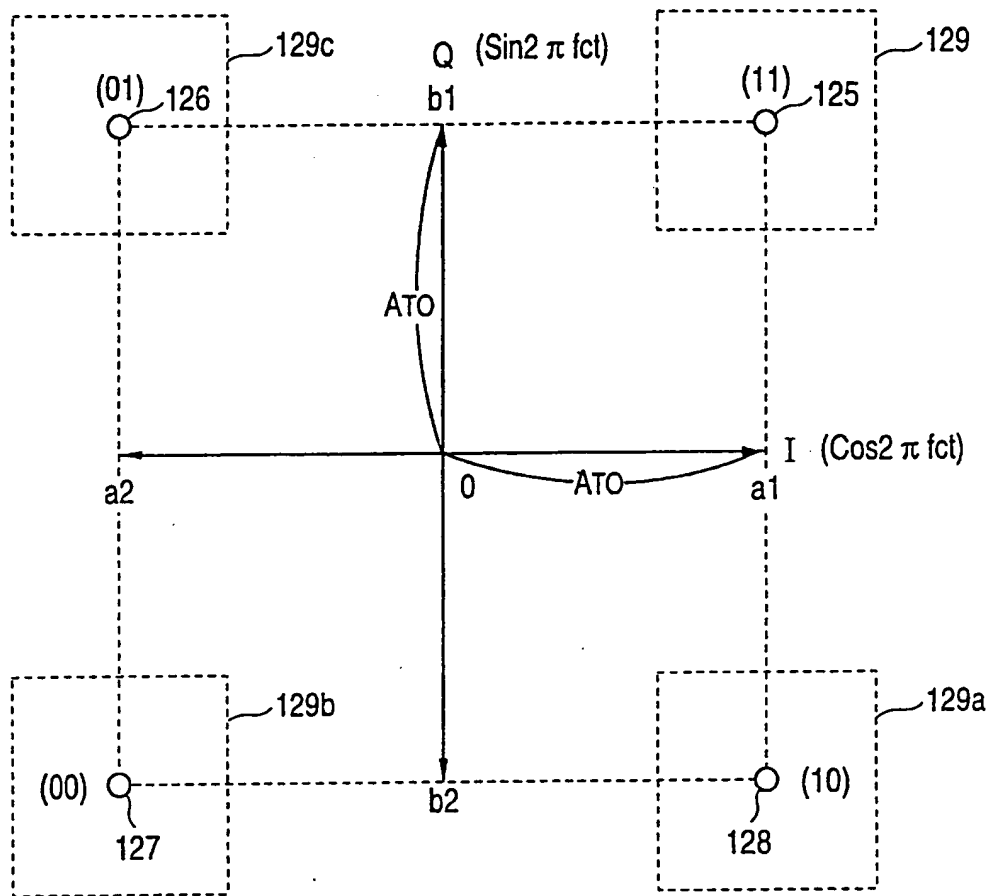 129c
Q (Sin2 π fct)
129
(01)
126
b1
(11)
125
ATO
I (Cos2 π fct)
a2
0
ATO
a1
129b
129a
(00)
b2
(10)
127
128